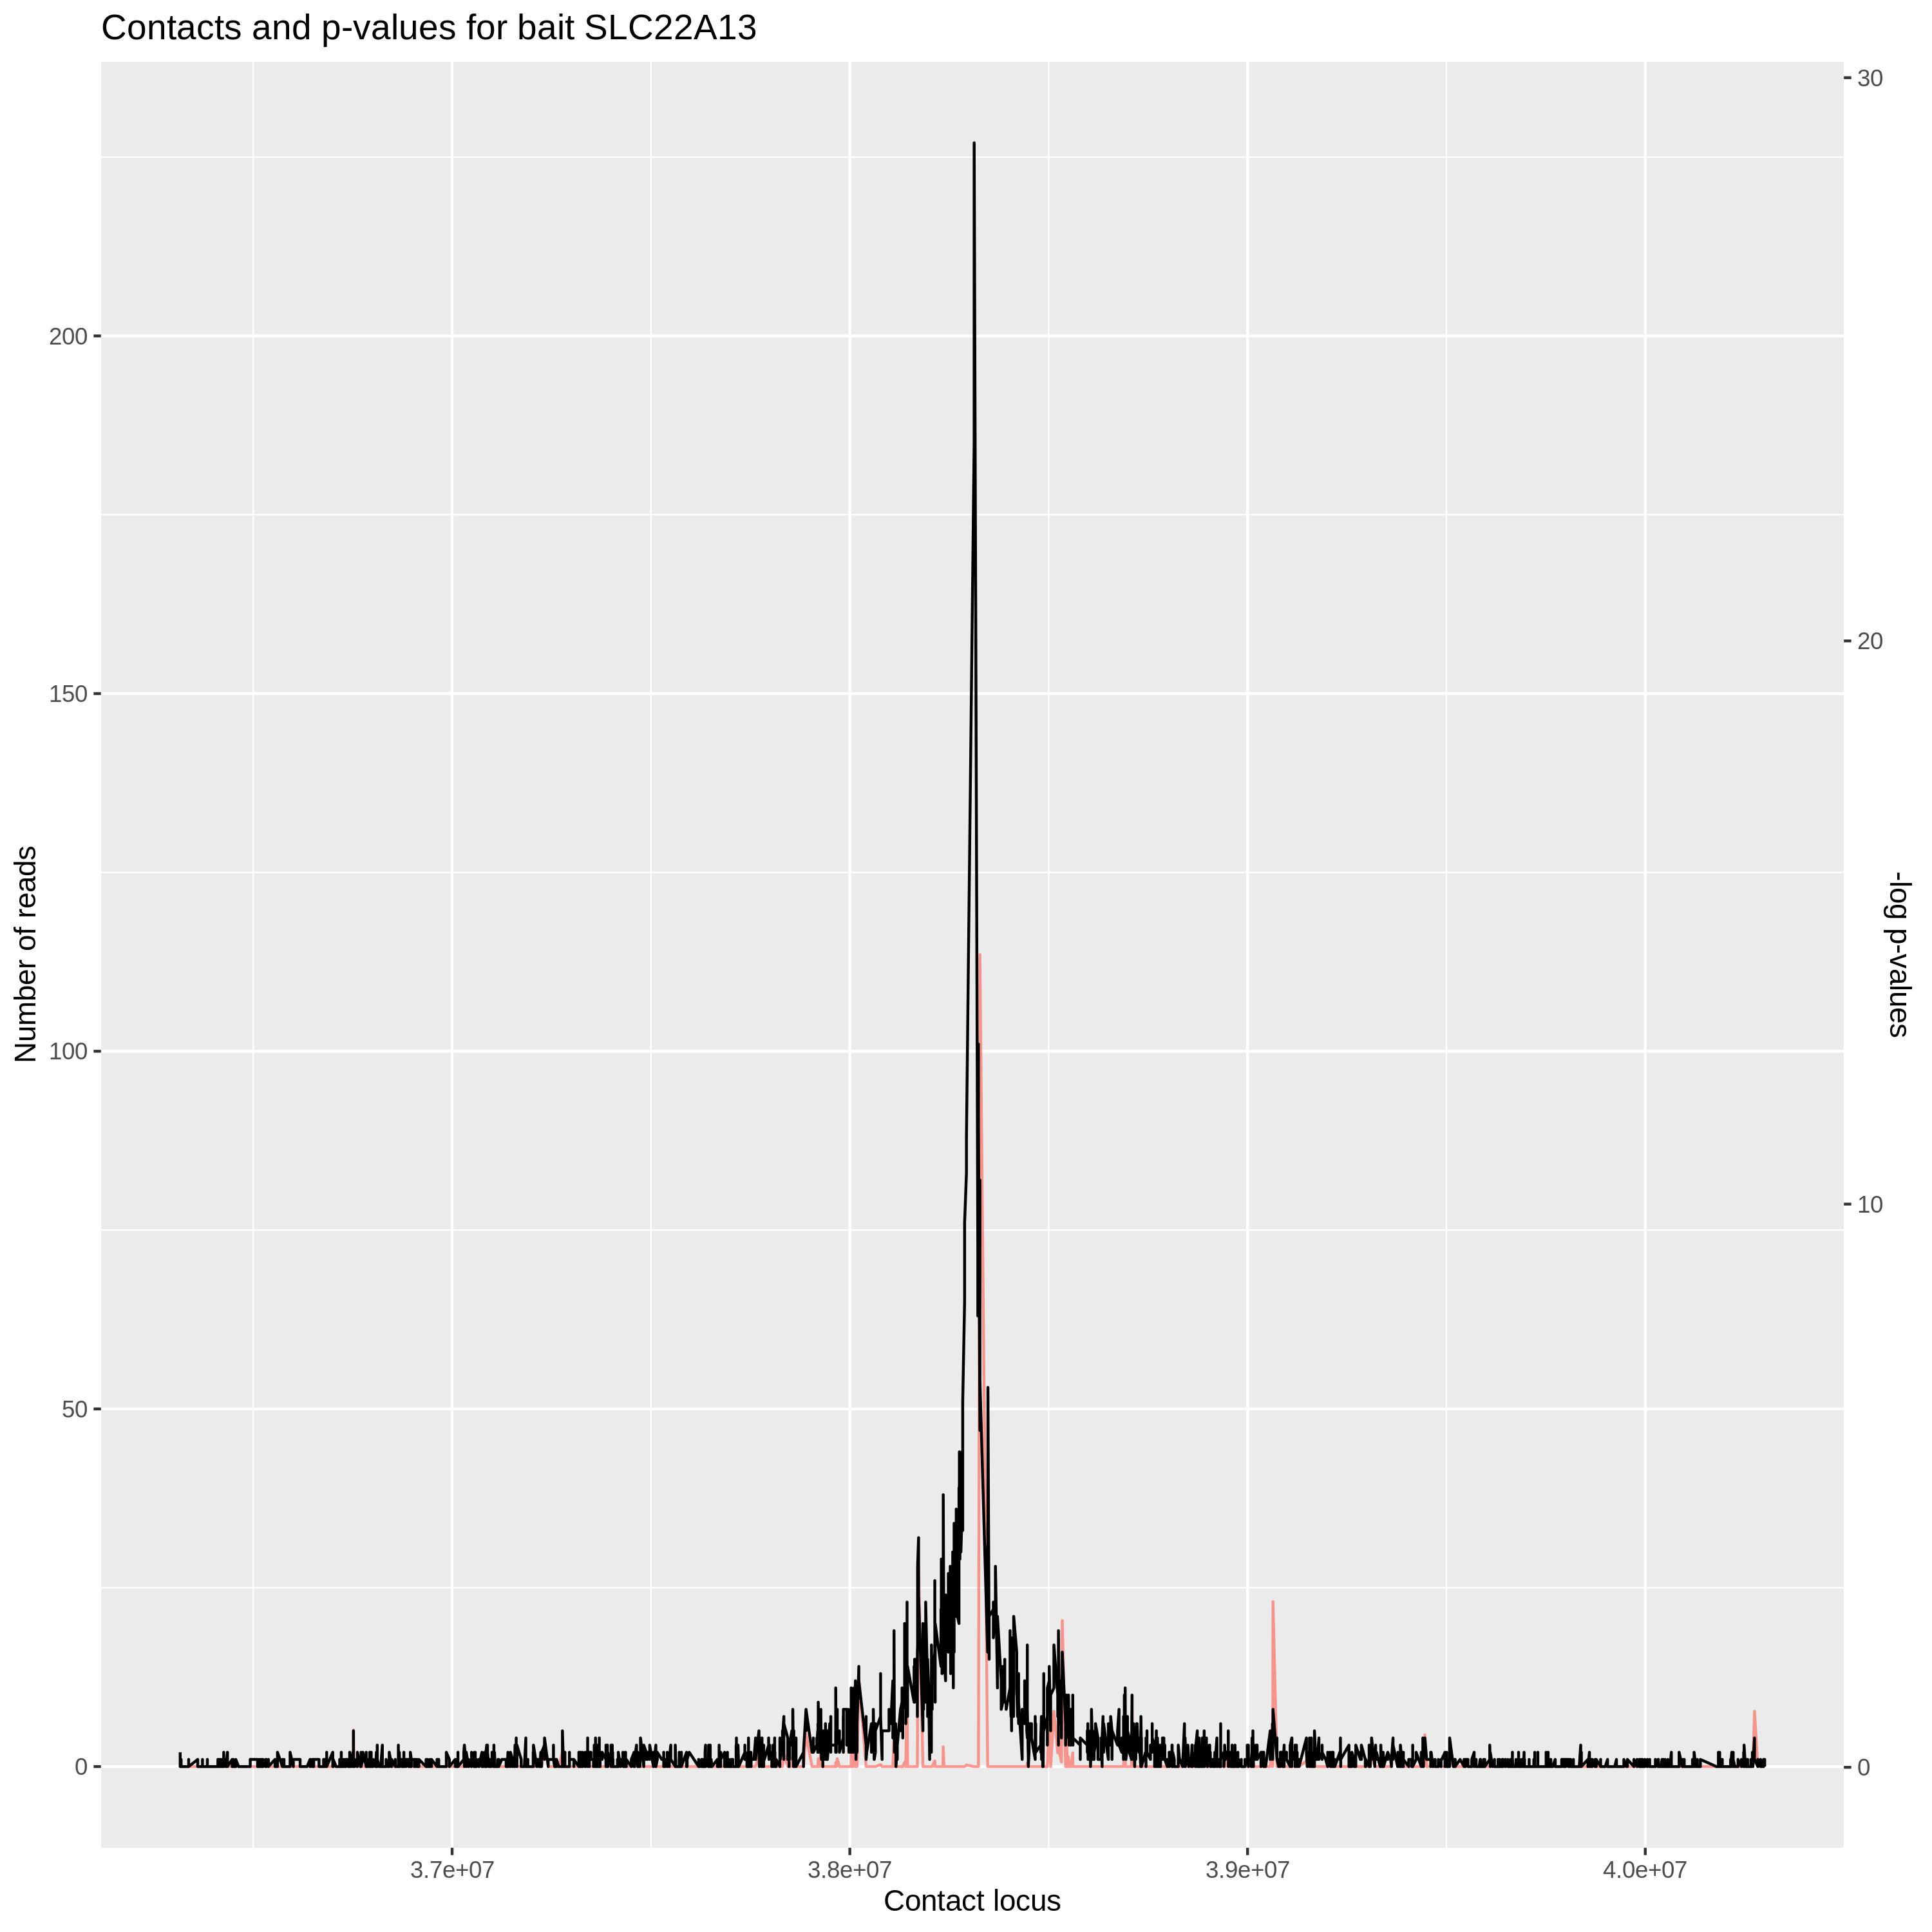 Contacts and p-values for bait SLC22A13
Number of reads
200
150
100
50
0
30
20
10
0
-log p-values
3.7e+07
3.8e+07
3.9e+07
4.0e+07
Contact locus